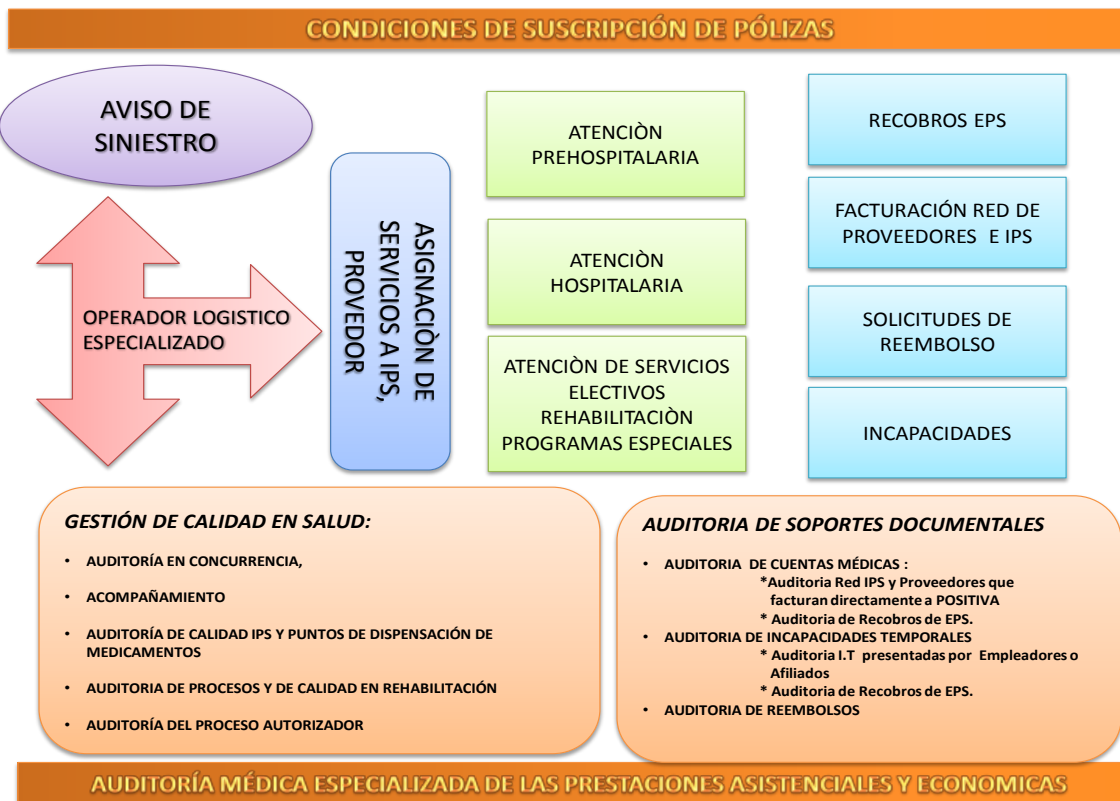 CONDICIONES DE SUSCRIPCIÓN DE PÓLIZAS
AVISO DE
SINIESTRO
OPERADOR LOGISTICO
ESPECIALIZADO
ASIGNACIÒN DE
SERVICIOS A IPS,
PROVEDOR
ATENCIÒN
PREHOSPITALARIA
ATENCIÒN
HOSPITALARIA
ATENCIÒN DE SERVICIOS
ELECTIVOS
REHABILITACIÒN
PROGRAMAS ESPECIALES
RECOBROS EPS
FACTURACIÓN RED DE
PROVEEDORES E IPS
SOLICITUDES DE
REEMBOLSO
INCAPACIDADES
GESTIÓN DE CALIDAD EN SALUD:
• AUDITORÍA EN CONCURRENCIA,
• ACOMPAÑAMIENTO
• AUDITORÍA DE CALIDAD IPS Y PUNTOS DE DISPENSACIÓN DE
MEDICAMENTOS
• AUDITORIA DE PROCESOS Y DE CALIDAD EN REHABILITACIÓN
• AUDITORÍA DEL PROCESO AUTORIZADOR
AUDITORIA DE SOPORTES DOCUMENTALES
• AUDITORIA DE CUENTAS MÉDICAS :
*Auditoria Red IPS y Proveedores que
facturan directamente a POSITIVA
* Auditoria de Recobros de EPS.
• AUDITORIA DE INCAPACIDADES TEMPORALES
* Auditoria I.T presentadas por Empleadores o
Afiliados
* Auditoria de Recobros de EPS.
• AUDITORIA DE REEMBOLSOS
AUDITORÍA MÉDICA ESPECIALIZADA DE LAS PRESTACIONES ASISTENCIALES Y ECONOMICAS